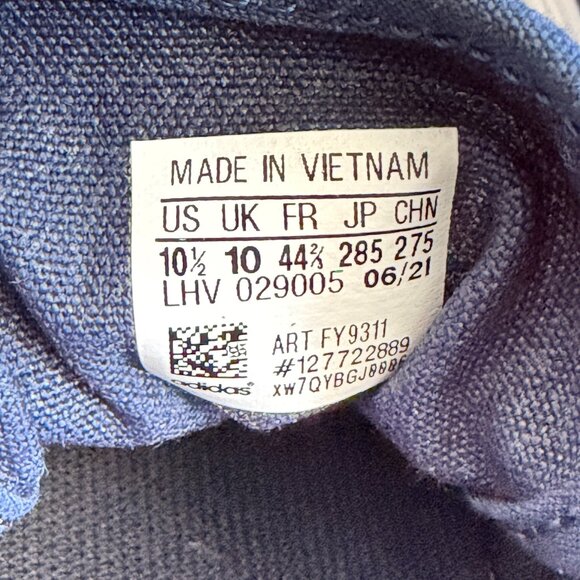 MADE IN VIETNAM
US UK FR JP CHN
10½ 10 44⅔ 285 275
LHV 029005 06/21
ART FY9311
#127722889
adidas®